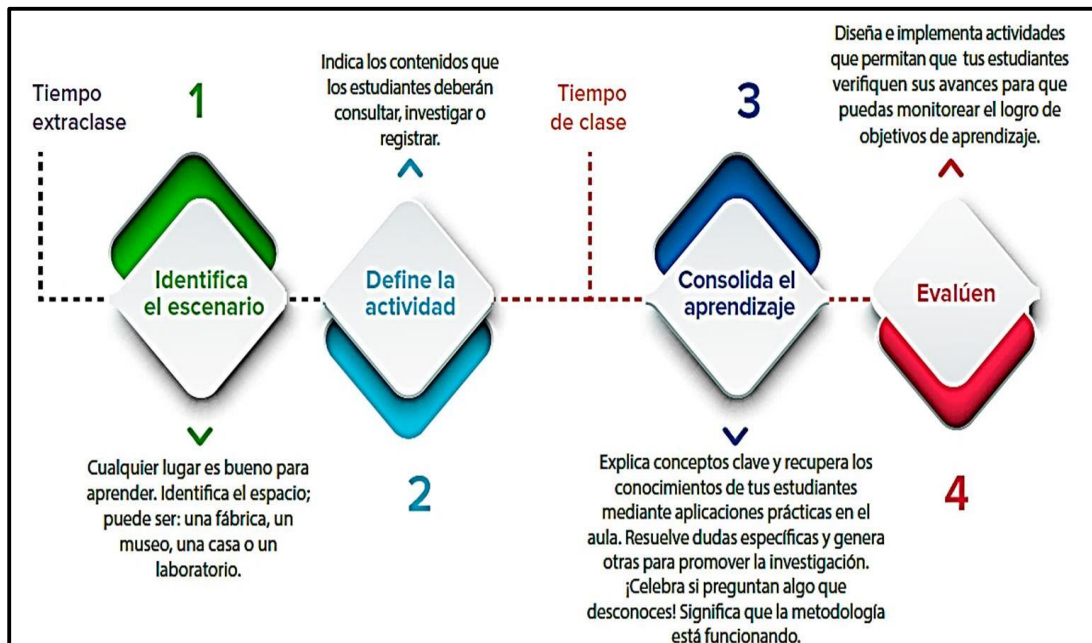 Tiempo
extraclase
1
Identifica
el escenario
Cualquier lugar es bueno para
aprender. Identifica el espacio;
puede ser: una fábrica, un
museo, una casa o un
laboratorio.
Indica los contenidos que
los estudiantes deberán
consultar, investigar o
registrar.
Define la
actividad
2
Tiempo
de clase
3
Consolida el
aprendizaje
Explica conceptos clave y recupera los
conocimientos de tus estudiantes
mediante aplicaciones prácticas en el
aula. Resuelve dudas específicas y genera
otras para promover la investigación.
¡Celebra si preguntan algo que
desconoces! Significa que la metodología
está funcionando.
Diseña e implementa actividades
que permitan que tus estudiantes
verifiquen sus avances para que
puedas monitorear el logro de
objetivos de aprendizaje.
Evalúen
4